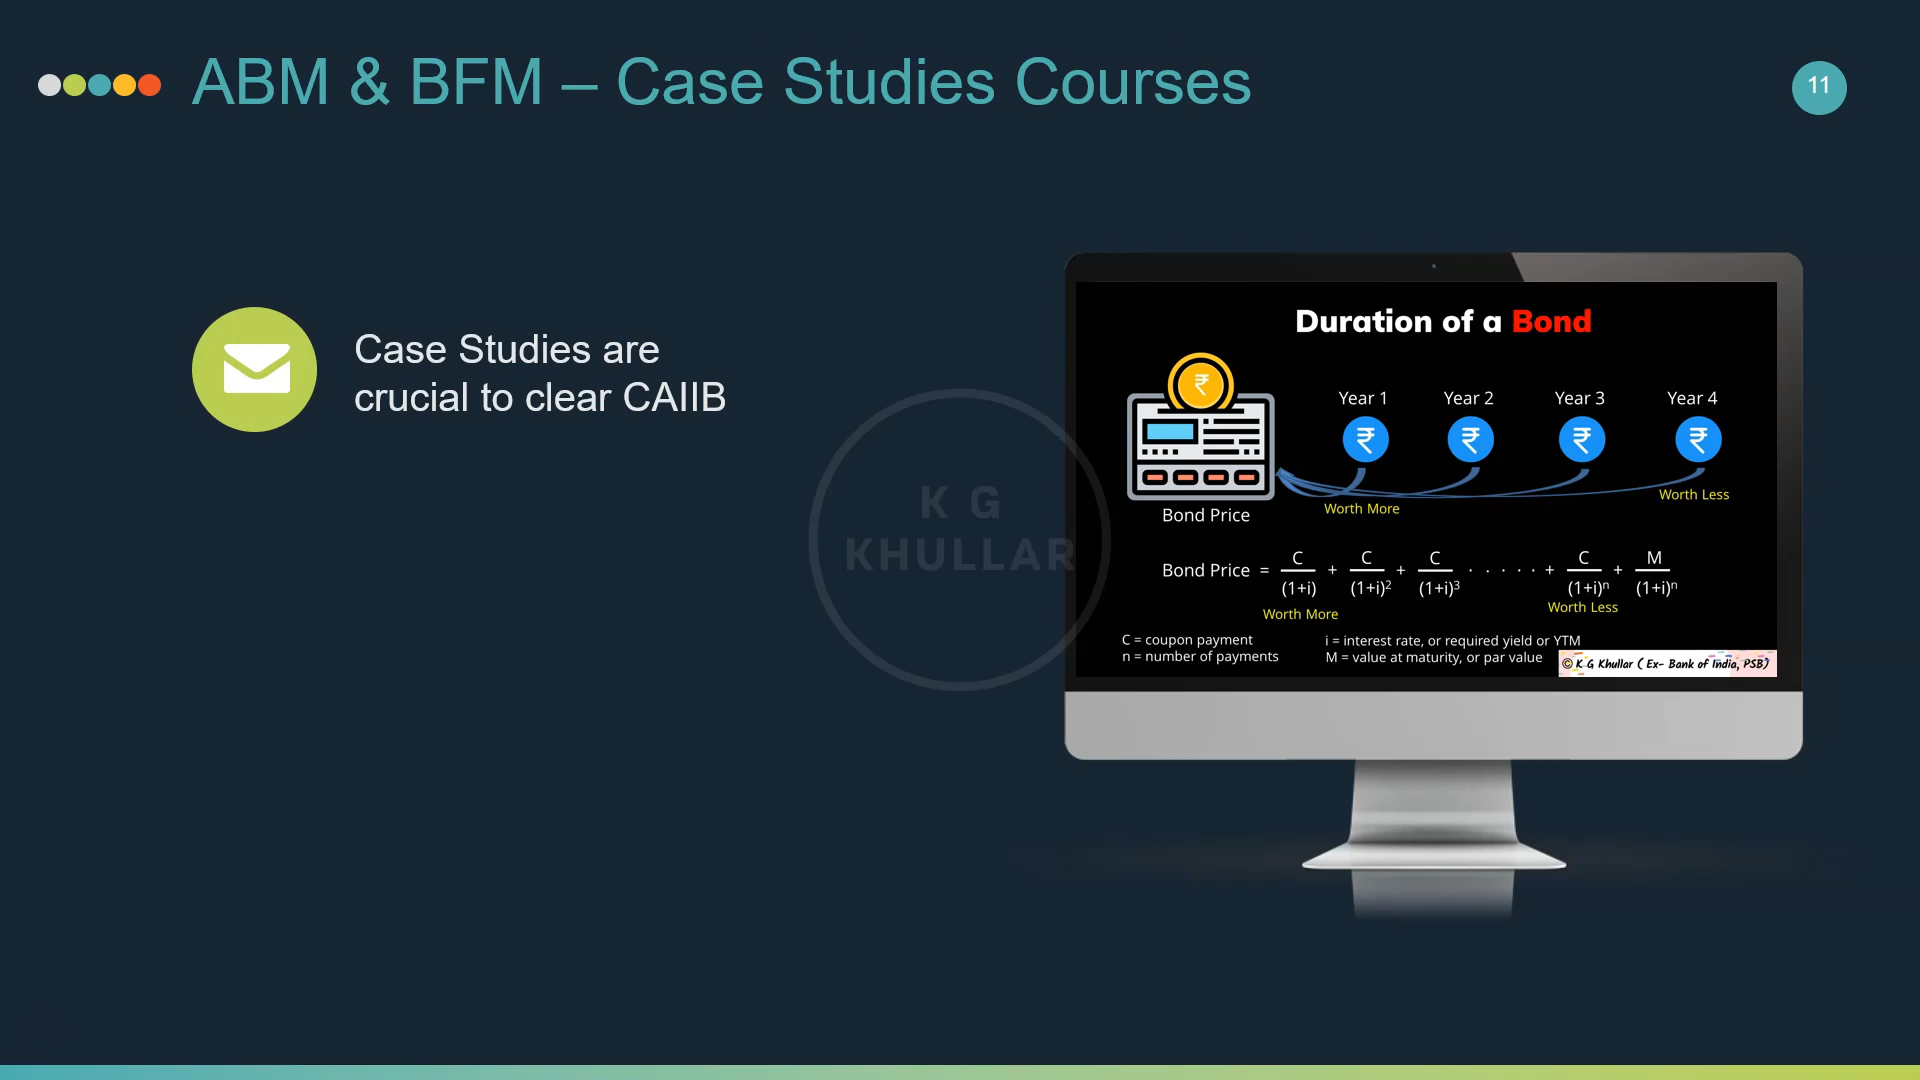 ABM & BFM – Case Studies Courses
11
Case Studies are
crucial to clear CAIIB
K G
KHULLAR
Duration of a Bond
₹
Year 1 Year 2 Year 3 Year 4
₹ ₹ ₹ ₹
Worth More Worth Less
Bond Price
Bond Price = C/(1+i) + C/(1+i)² + C/(1+i)³ · · · · · + C/(1+i)ⁿ + M/(1+i)ⁿ
Worth More Worth Less
C = coupon payment i = interest rate, or required yield or YTM
n = number of payments M = value at maturity, or par value
© K G Khullar ( Ex- Bank of India, PSB)